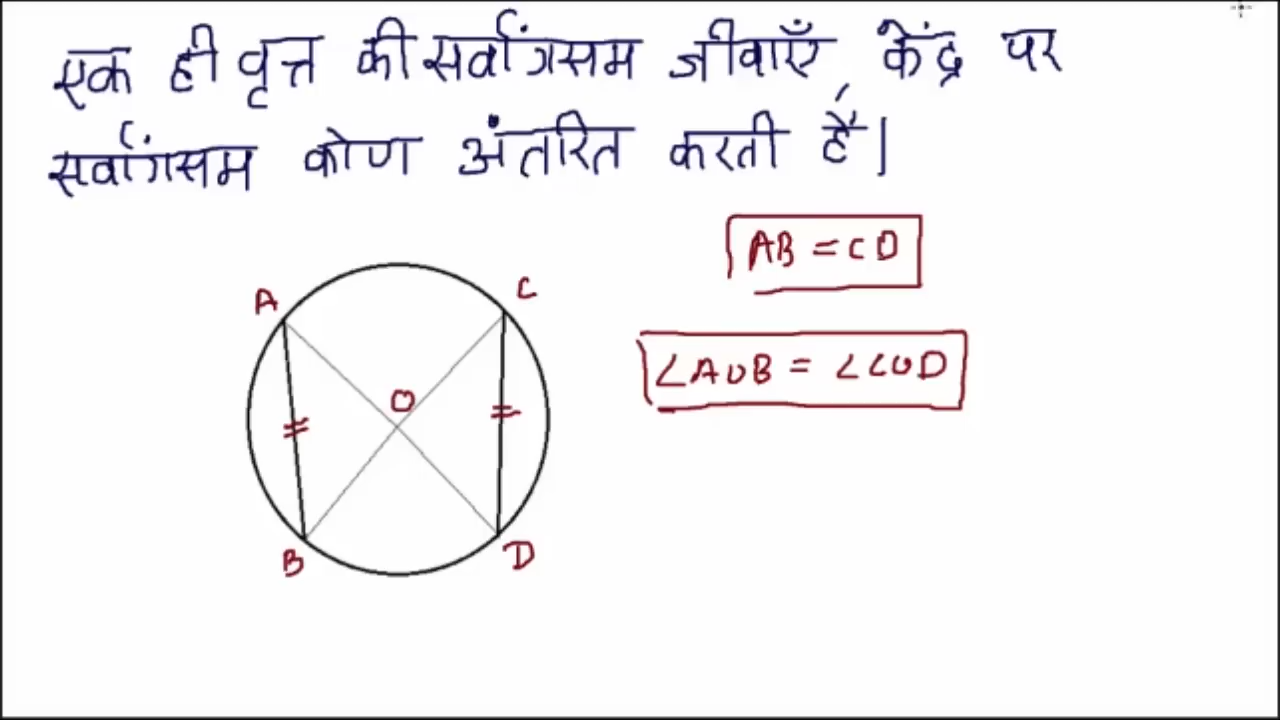 एक ही वृत्त की सर्वांगसम जीवाएँ केंद्र पर
सर्वांगसम कोण अंतरित करती हैं।
AB = CD
A
C
∠AOB = ∠COD
O
B
D